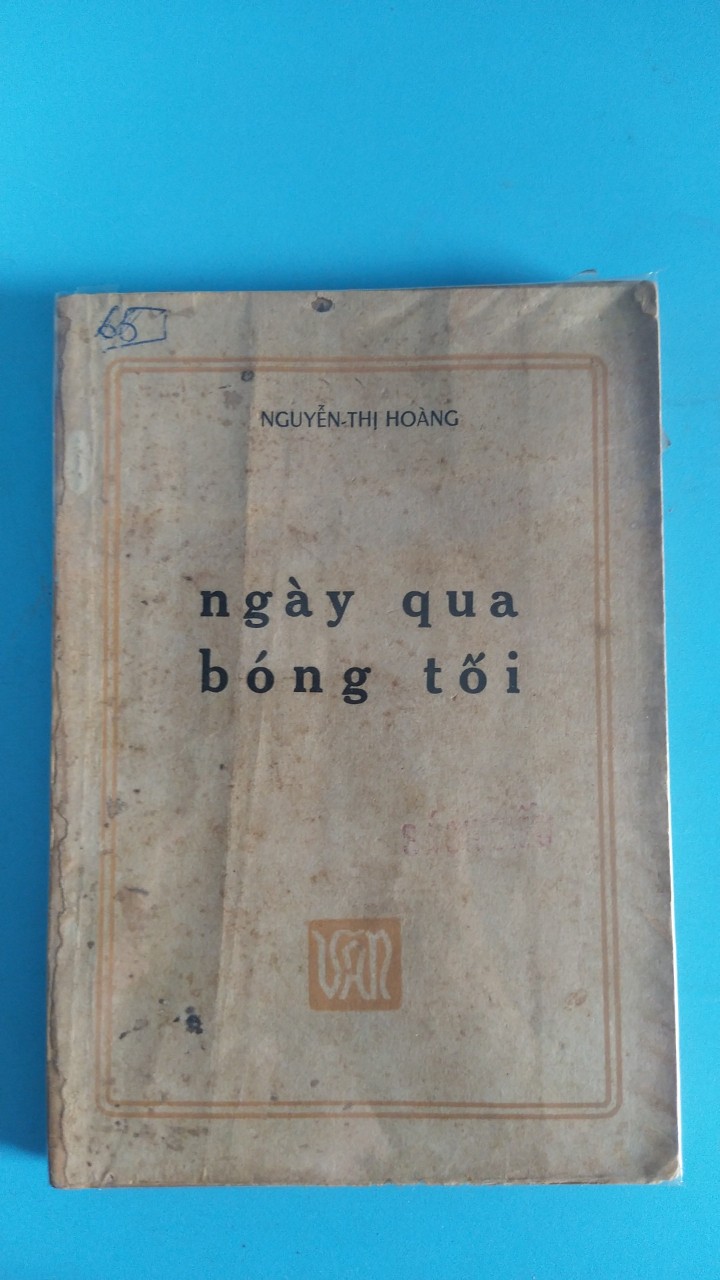 65
NGUYỄN-THỊ HOÀNG
ngày qua
bóng tối
VĂN